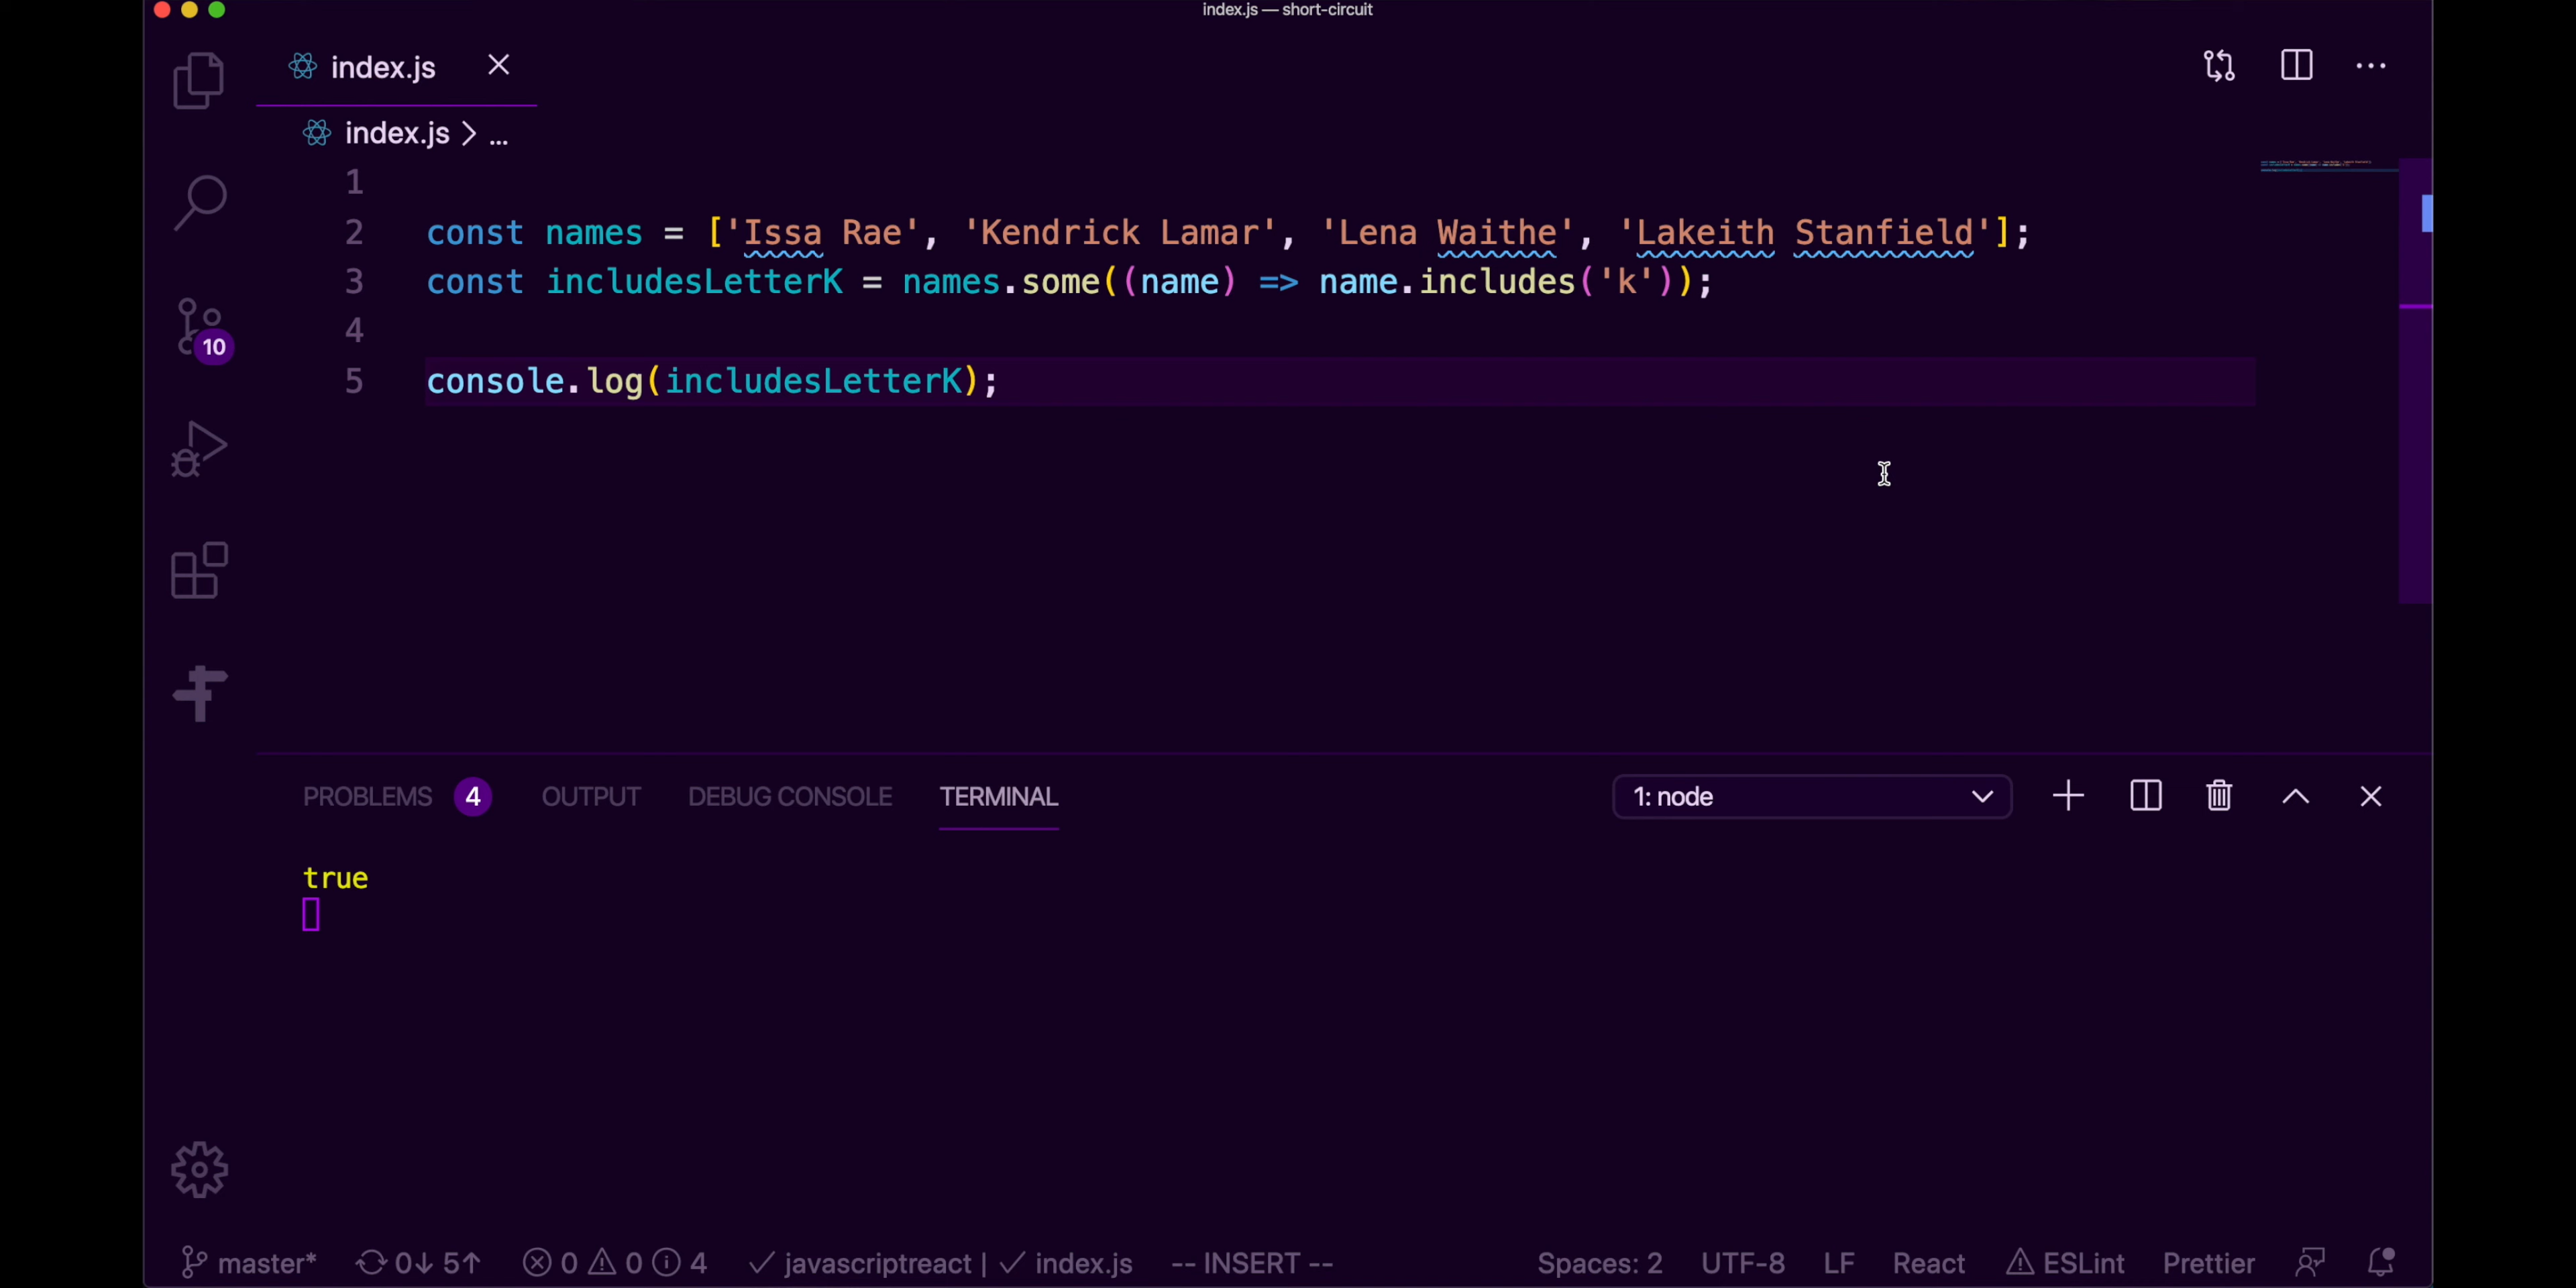 index.js — short-circuit
index.js
index.js > ...
1
2 const names = ['Issa Rae', 'Kendrick Lamar', 'Lena Waithe', 'Lakeith Stanfield'];
3 const includesLetterK = names.some((name) => name.includes('k'));
4
5 console.log(includesLetterK);
10
PROBLEMS 4 OUTPUT DEBUG CONSOLE TERMINAL 1: node
true
master* 0↓ 5↑ 0 0 4 ✓ javascriptreact | ✓ index.js -- INSERT -- Spaces: 2 UTF-8 LF React ESLint Prettier